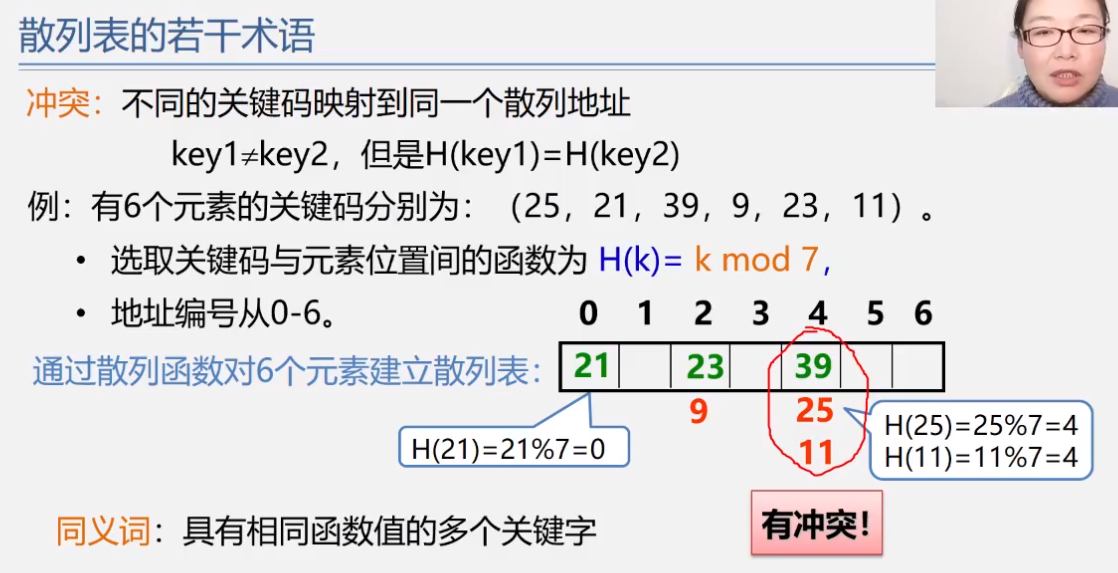 散列表的若干术语
冲突：不同的关键码映射到同一个散列地址
key1≠key2，但是H(key1)=H(key2)
例：有6个元素的关键码分别为：（25，21，39，9，23，11）。
• 选取关键码与元素位置间的函数为 H(k)= k mod 7,
• 地址编号从0-6。
0 1 2 3 4 5 6
通过散列函数对6个元素建立散列表：
21 23 39
9 25
11
H(21)=21%7=0
H(25)=25%7=4
H(11)=11%7=4
有冲突！
同义词：具有相同函数值的多个关键字